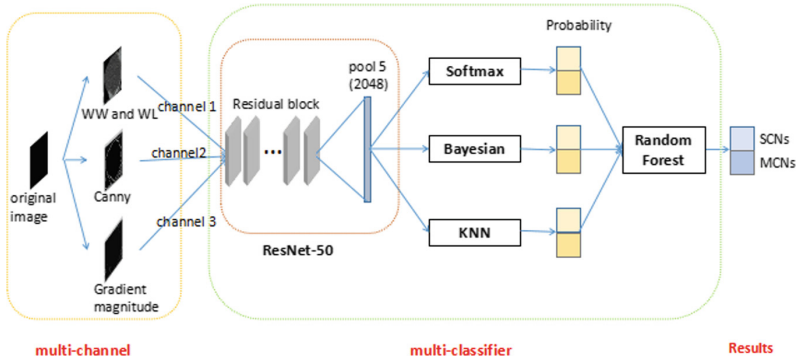 original
image
WW and WL
Canny
Gradient
magnitude
channel 1
channel2
channel 3
Residual block
...
pool 5
(2048)
ResNet-50
Softmax
Bayesian
KNN
Probability
Random
Forest
SCNs
MCNs
multi-channel
multi-classifier
Results